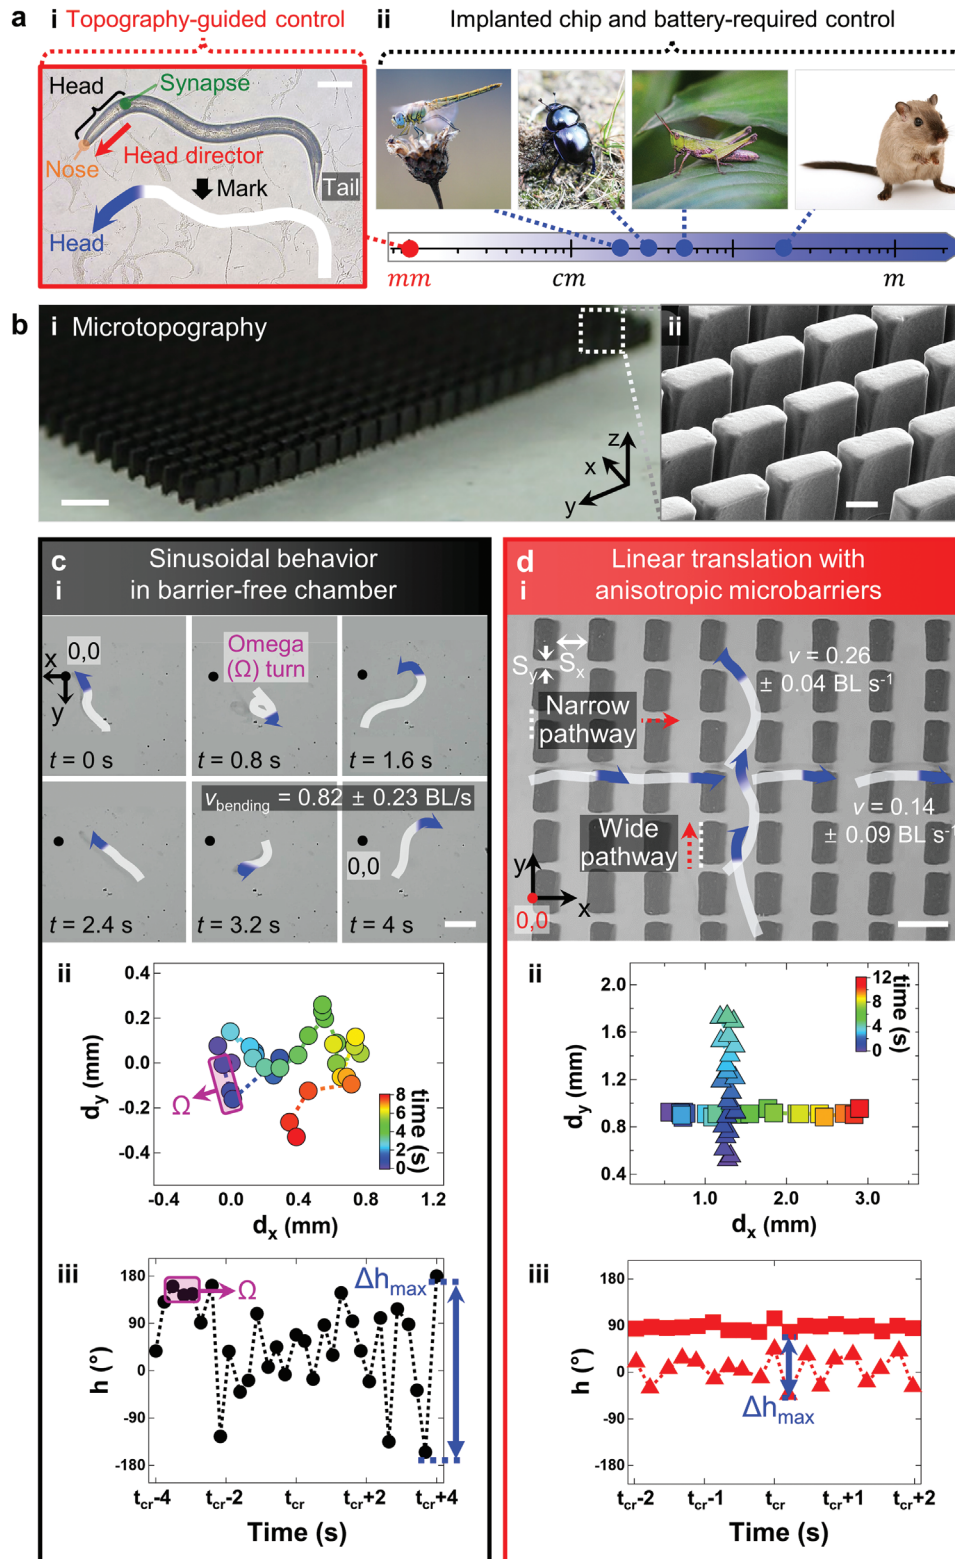 a
i Topography-guided control
ii Implanted chip and battery-required control
Head
Synapse
Head director
Nose
Mark
Tail
Head
mm
cm
m
b
i Microtopography
ii
z
x
y
c Sinusoidal behavior
i in barrier-free chamber
0,0
x
y
t = 0 s
Omega
(Ω) turn
t = 0.8 s
t = 1.6 s
v bending = 0.82 ± 0.23 BL/s
t = 2.4 s
t = 3.2 s
0,0
t = 4 s
ii
0.4
0.2
0.0
-0.2
-0.4
dy (mm)
Ω
8
6
4
2
0
time (s)
-0.4 0.0 0.4 0.8 1.2
dx (mm)
iii
180
90
0
-90
-180
h (°)
Ω
Δhmax
tcr-4 tcr-2 tcr tcr+2 tcr+4
Time (s)
d Linear translation with
i anisotropic microbarriers
Sy
Sx
v = 0.26
± 0.04 BL s-1
Narrow
pathway
v = 0.14
± 0.09 BL s-1
Wide
pathway
y
x
0,0
ii
2.0
1.6
1.2
0.8
0.4
dy (mm)
12
8
4
0
time (s)
1.0 2.0 3.0
dx (mm)
iii
180
90
0
-90
-180
h (°)
Δhmax
tcr-2 tcr-1 tcr tcr+1 tcr+2
Time (s)